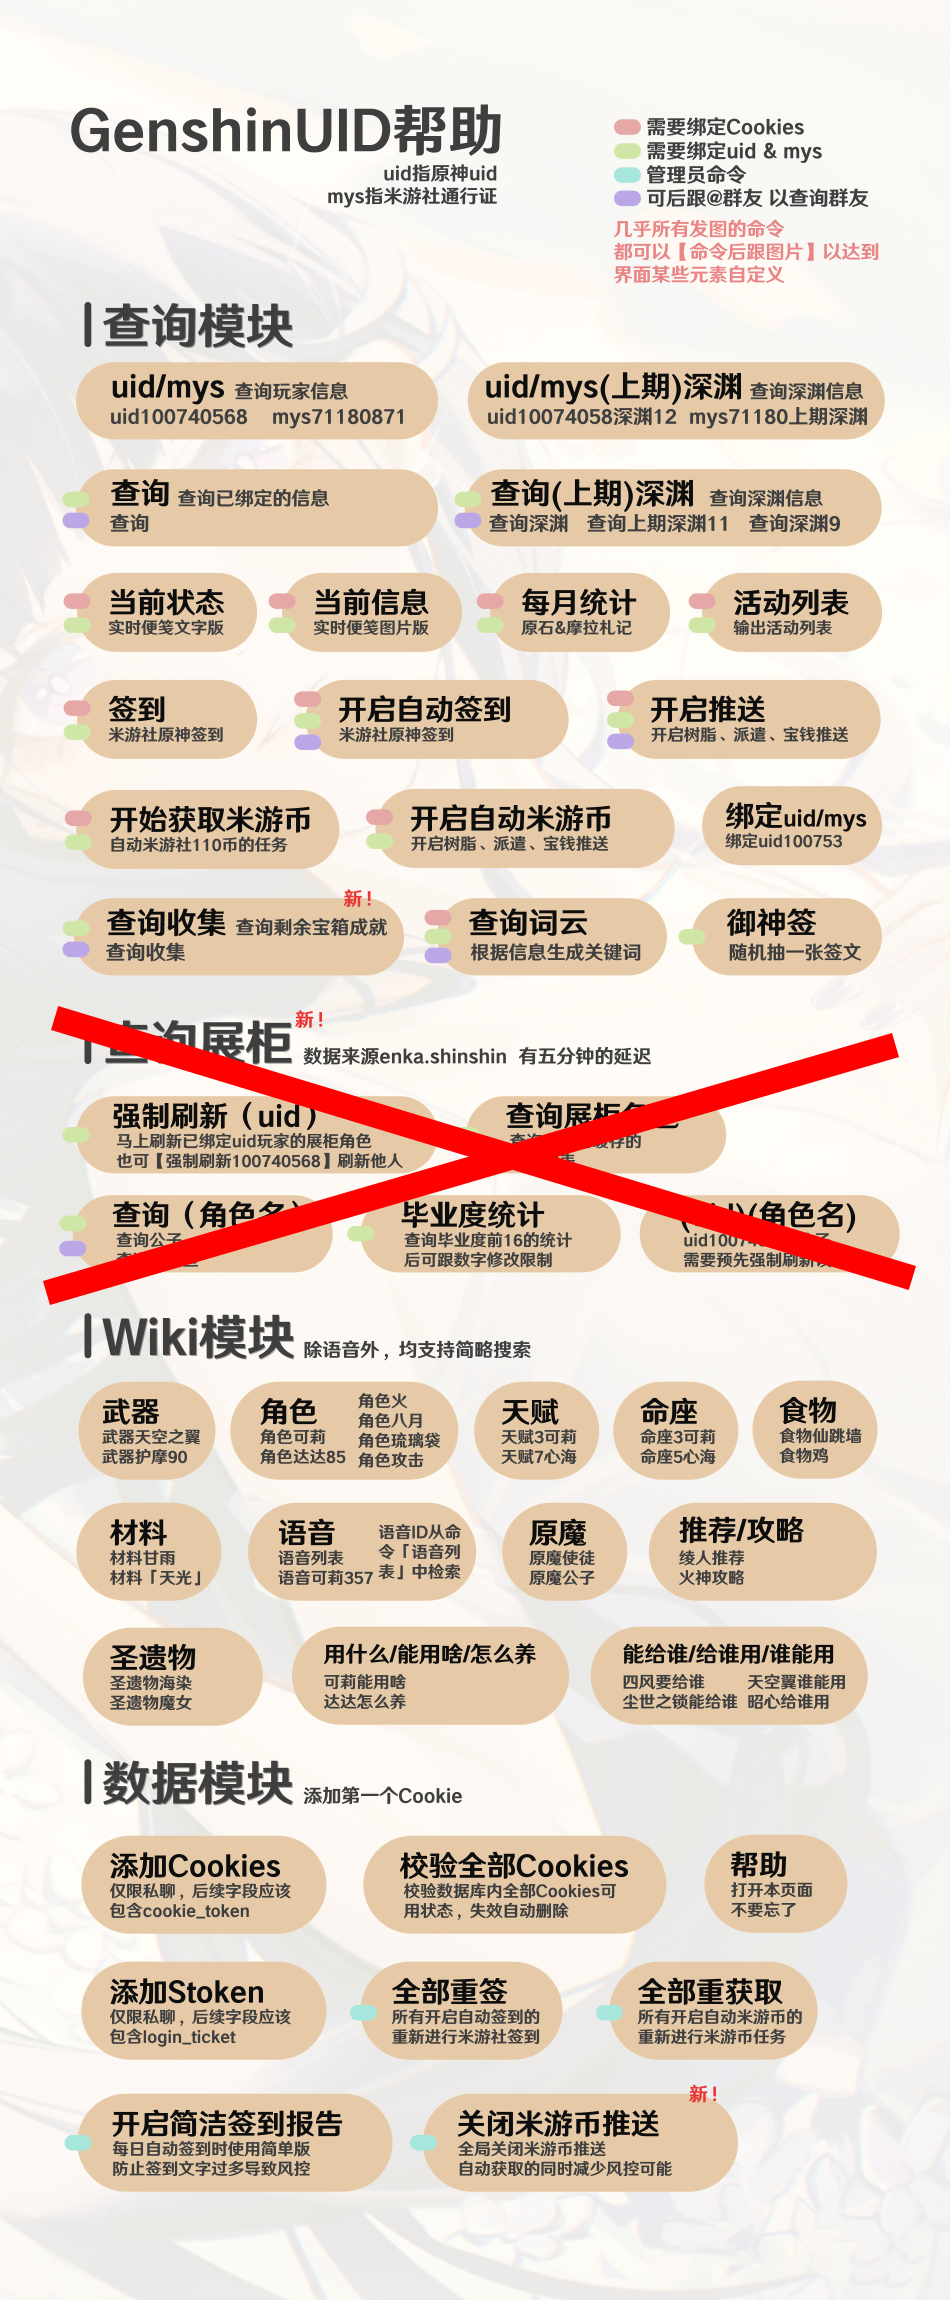 GenshinUID帮助
uid指原神uid
mys指米游社通行证
需要绑定Cookies
需要绑定uid & mys
管理员命令
可后跟@群友 以查询群友
几乎所有发图的命令
都可以【命令后跟图片】以达到
界面某些元素自定义
查询模块
uid/mys 查询玩家信息
uid100740568 mys71180871
uid/mys(上期)深渊 查询深渊信息
uid10074058深渊12 mys71180上期深渊
查询 查询已绑定的信息
查询
查询(上期)深渊 查询深渊信息
查询深渊 查询上期深渊11 查询深渊9
当前状态
实时便笺文字版
当前信息
实时便笺图片版
每月统计
原石&摩拉札记
活动列表
输出活动列表
签到
米游社原神签到
开启自动签到
米游社原神签到
开启推送
开启树脂、派遣、宝钱推送
开始获取米游币
自动米游社110币的任务
开启自动米游币
开启树脂、派遣、宝钱推送
绑定uid/mys
绑定uid100753
新！
查询收集 查询剩余宝箱成就
查询收集
查询词云
根据信息生成关键词
御神签
随机抽一张签文
查询展柜 新！
数据来源enka.shinshin 有五分钟的延迟
强制刷新（uid）
马上刷新已绑定uid玩家的展柜角色
也可【强制刷新100740568】刷新他人
查询展柜角色
查询 缓存的
表
查询（角色名）
查询公子
毕业度统计
查询毕业度前16的统计
后可跟数字修改限制
(uid)(角色名)
uid1007 子
需要预先强制刷新
Wiki模块 除语音外，均支持简略搜索
武器
武器天空之翼
武器护摩90
角色
角色可莉
角色达达85
角色火
角色八月
角色琉璃袋
角色攻击
天赋
天赋3可莉
天赋7心海
命座
命座3可莉
命座5心海
食物
食物仙跳墙
食物鸡
材料
材料甘雨
材料「天光」
语音
语音列表
语音可莉357
语音ID从命
令「语音列
表」中检索
原魔
原魔使徒
原魔公子
推荐/攻略
绫人推荐
火神攻略
圣遗物
圣遗物海染
圣遗物魔女
用什么/能用啥/怎么养
可莉能用啥
达达怎么养
能给谁/给谁用/谁能用
四风要给谁 天空翼谁能用
尘世之锁能给谁 昭心给谁用
数据模块 添加第一个Cookie
添加Cookies
仅限私聊，后续字段应该
包含cookie_token
校验全部Cookies
校验数据库内全部Cookies可
用状态，失效自动删除
帮助
打开本页面
不要忘了
添加Stoken
仅限私聊，后续字段应该
包含login_ticket
全部重签
所有开启自动签到的
重新进行米游社签到
全部重获取
所有开启自动米游币的
重新进行米游币任务
开启简洁签到报告
每日自动签到时使用简单版
防止签到文字过多导致风控
新！
关闭米游币推送
全局关闭米游币推送
自动获取的同时减少风控可能